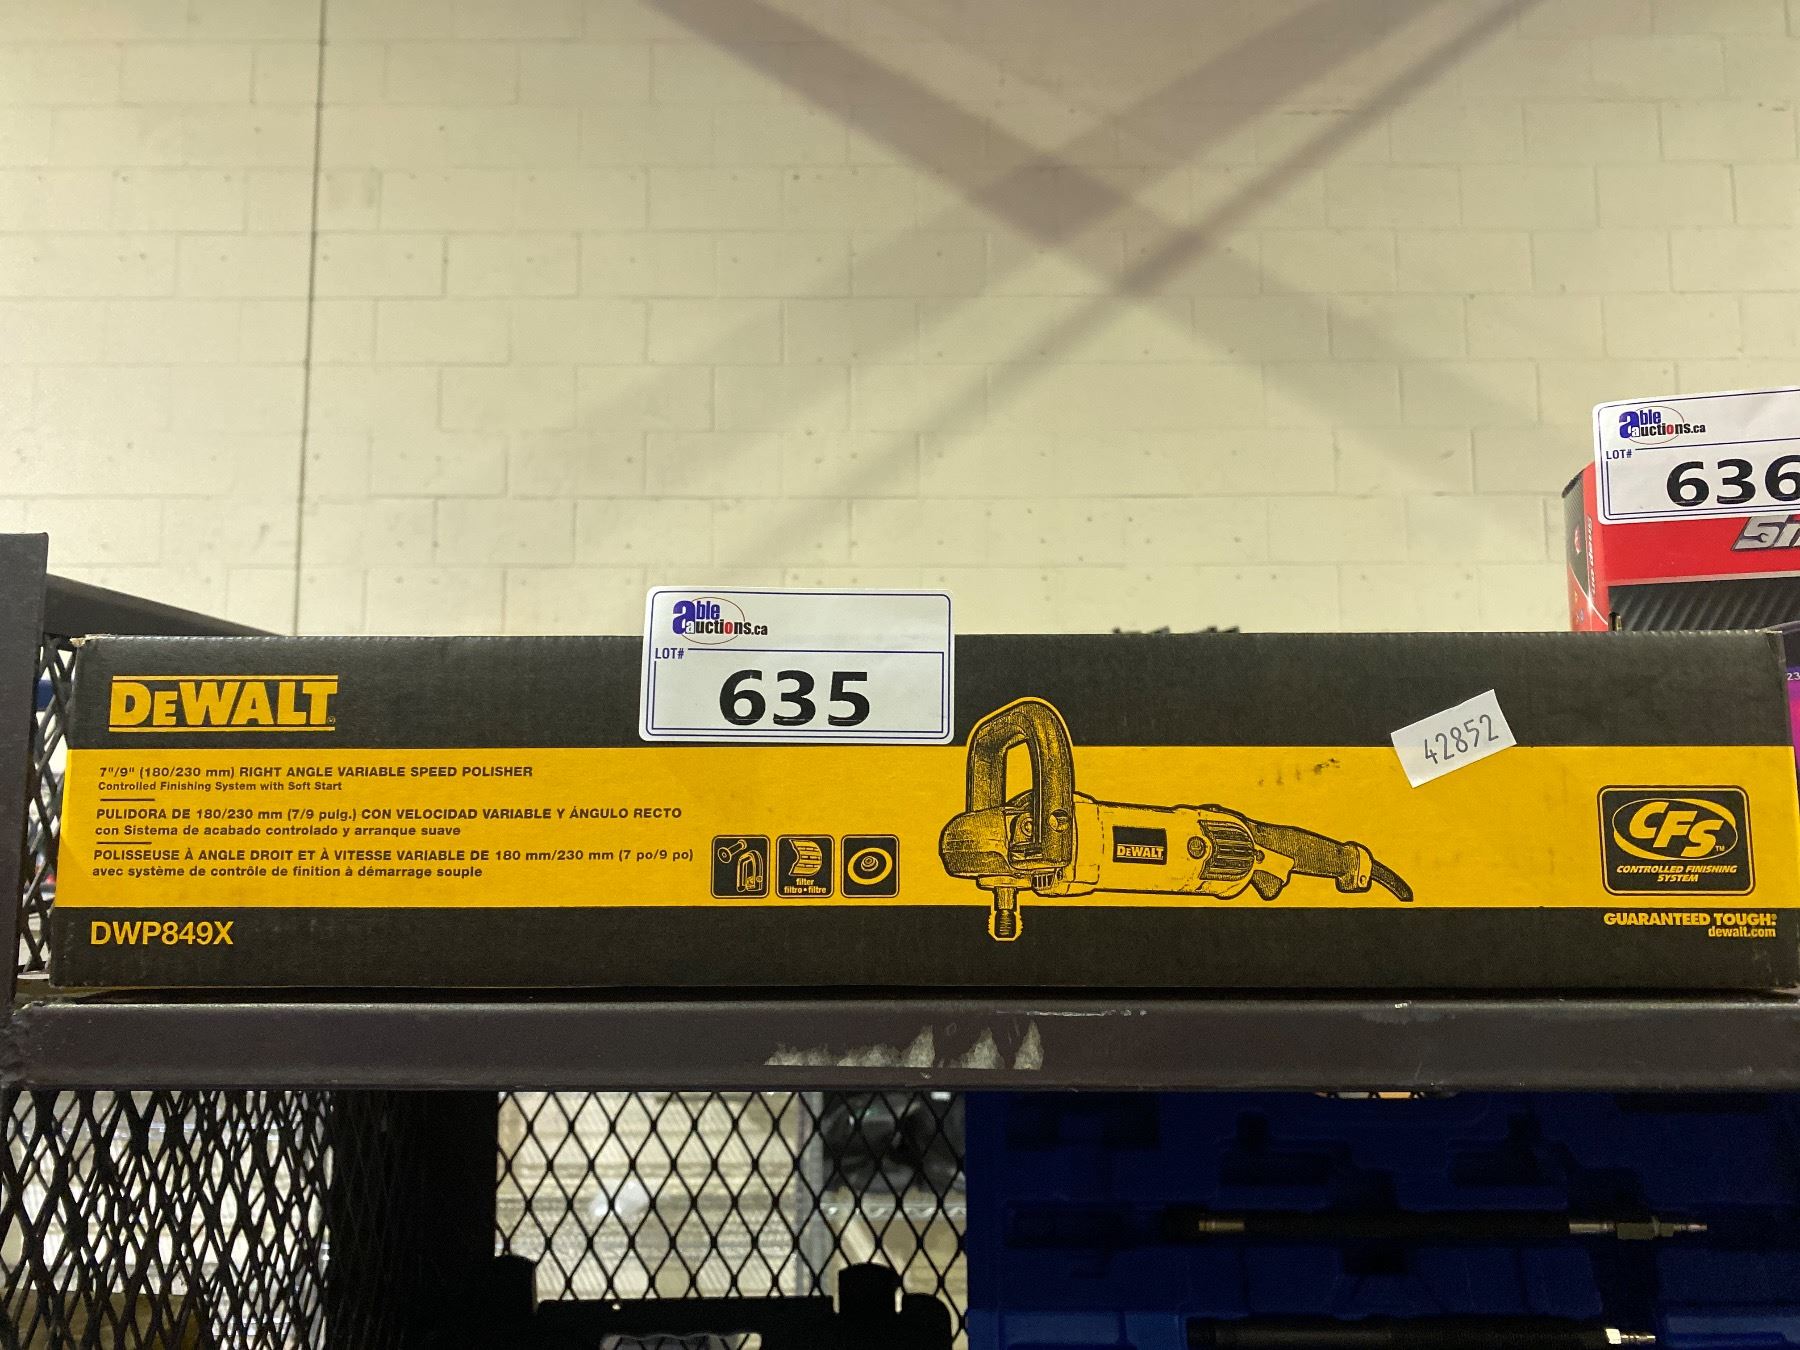 able
auctions.ca
LOT#
636
able
auctions.ca
LOT#
635
DEWALT
42852
7"/9" (180/230 mm) RIGHT ANGLE VARIABLE SPEED POLISHER
Controlled Finishing System with Soft Start
PULIDORA DE 180/230 mm (7/9 pulg.) CON VELOCIDAD VARIABLE Y ÁNGULO RECTO
con Sistema de acabado controlado y arranque suave
POLISSEUSE À ANGLE DROIT ET À VITESSE VARIABLE DE 180 mm/230 mm (7 po/9 po)
avec système de contrôle de finition à démarrage souple
filter
filtro • filtre
DEWALT
CFS™
CONTROLLED FINISHING
SYSTEM
DWP849X
GUARANTEED TOUGH.®
dewalt.com